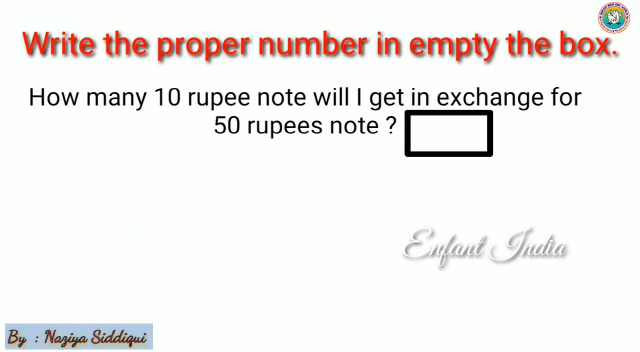 Write the proper number in empty the box.
How many 10 rupee note will I get in exchange for
50 rupees note ?
Enfant India
By : Naziya Siddiqui